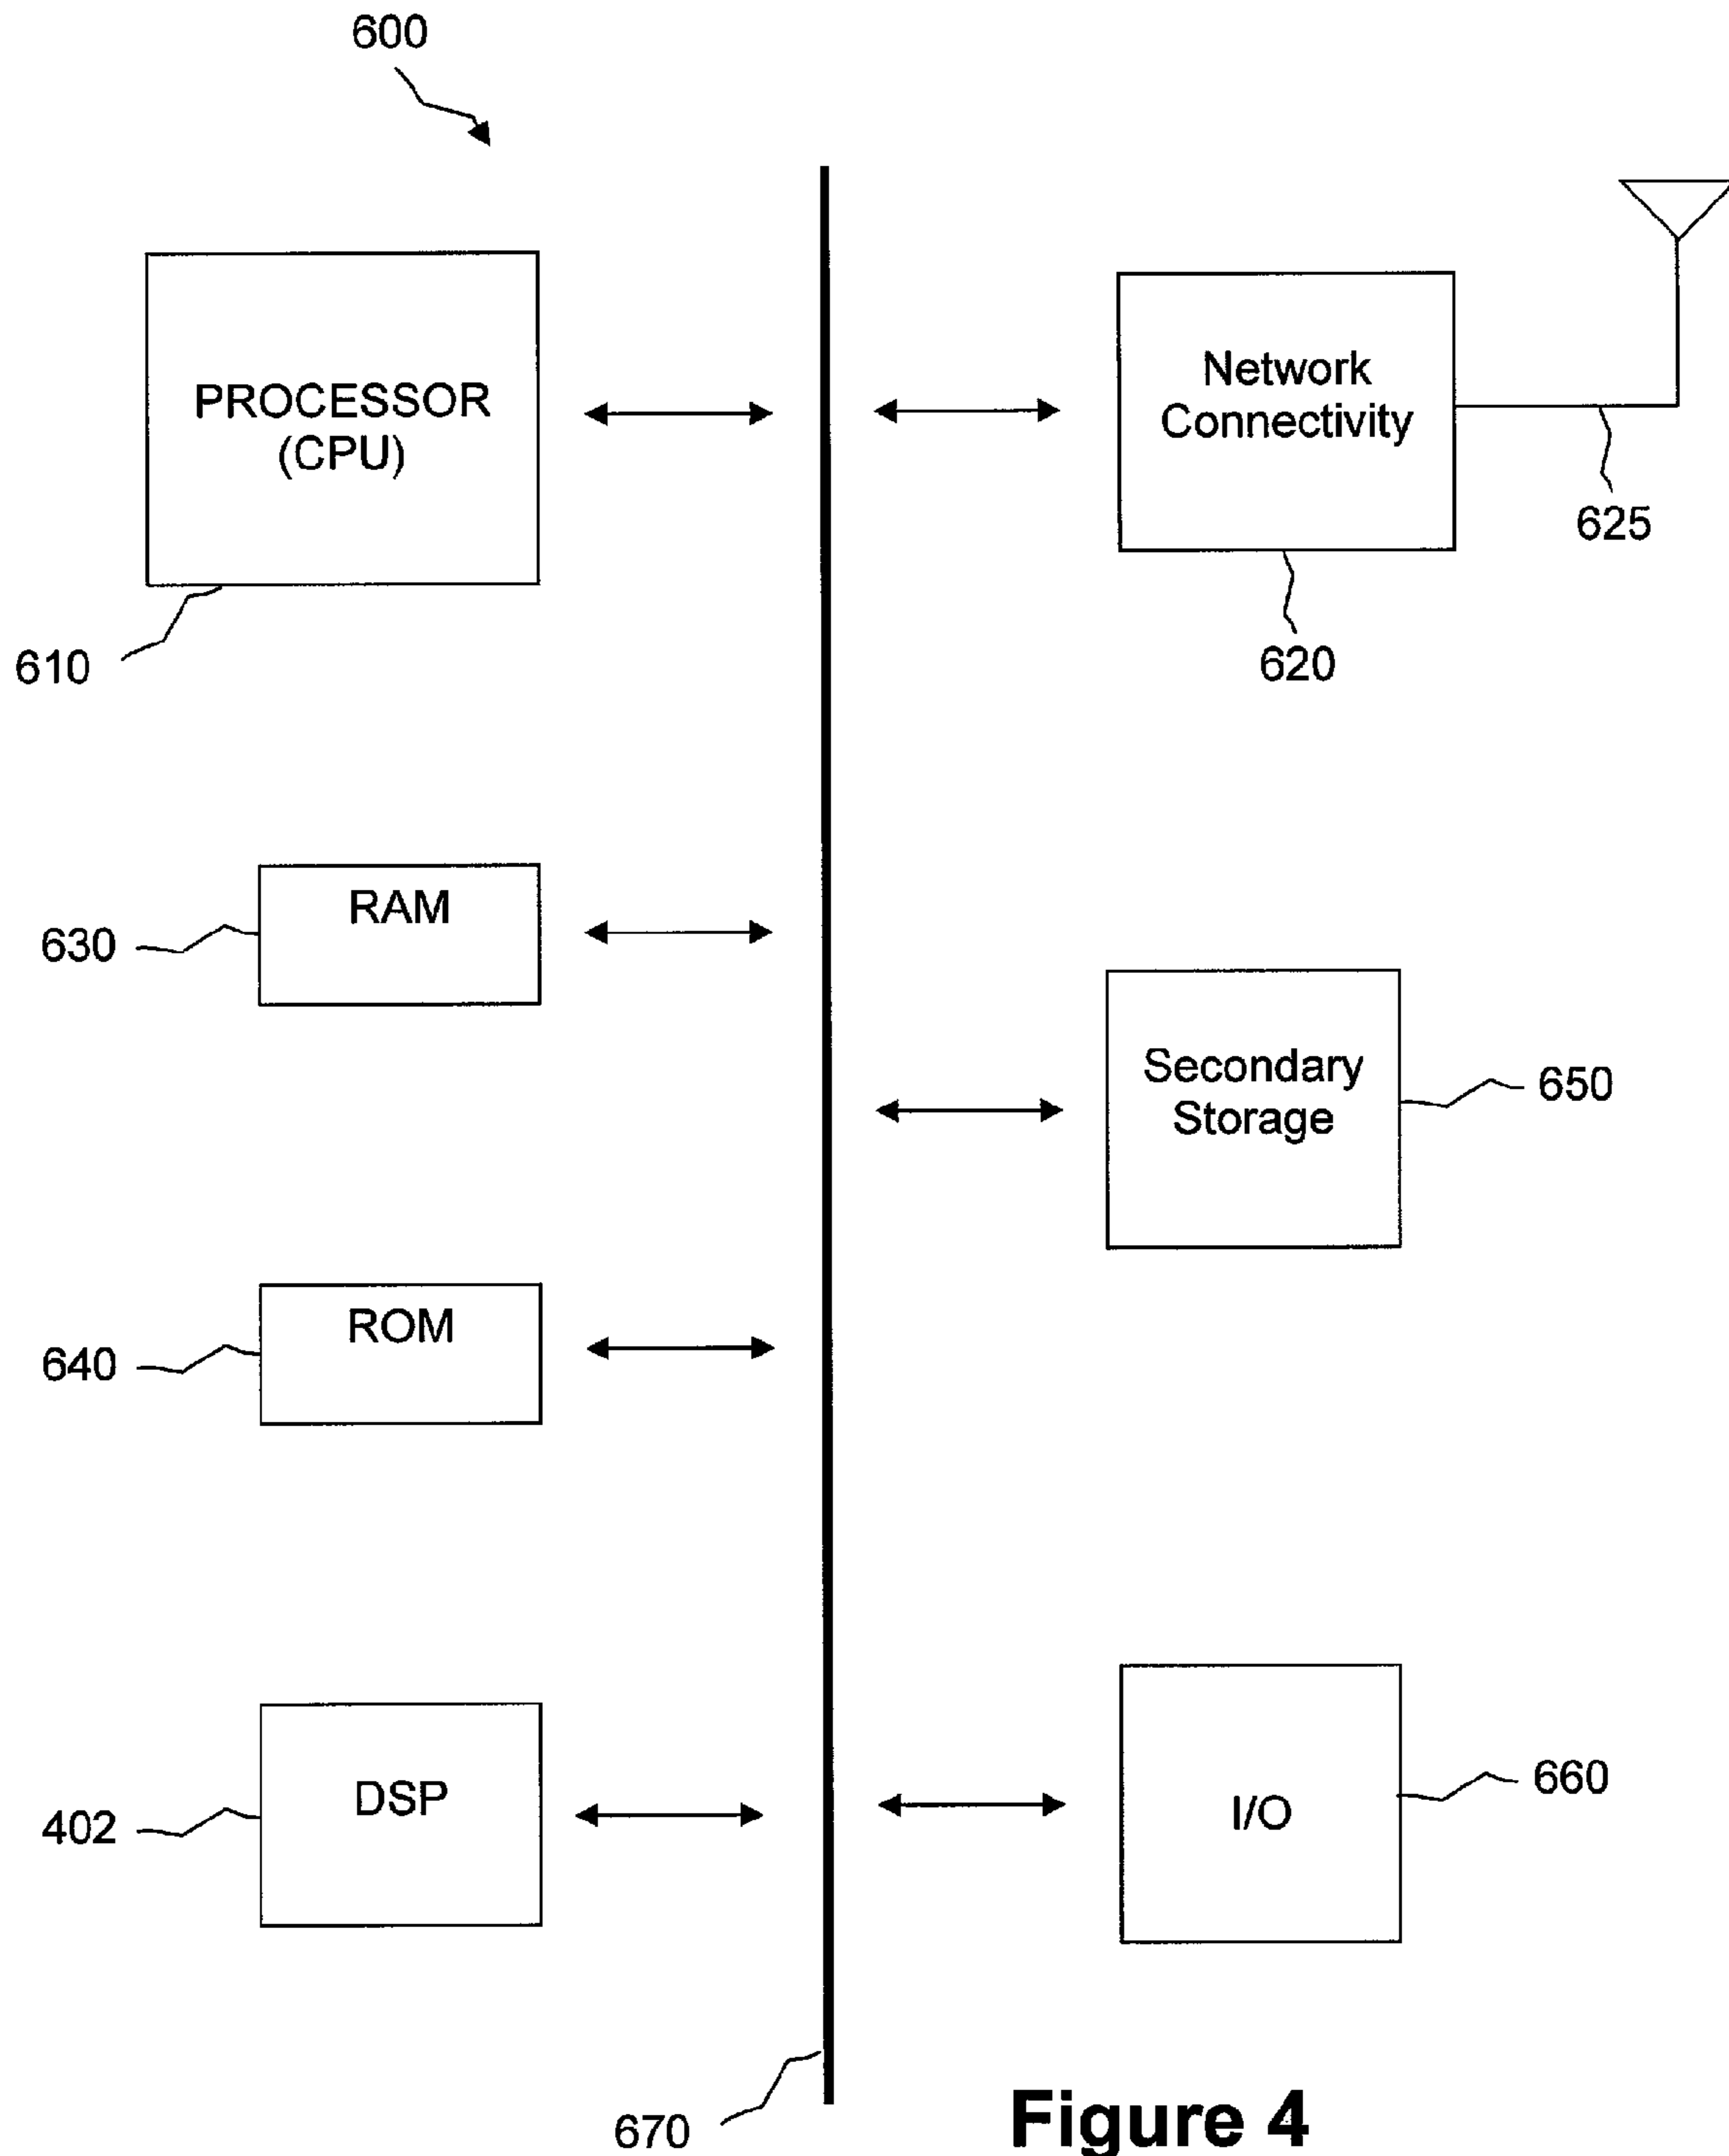 600
PROCESSOR
(CPU)
610
Network
Connectivity
625
620
RAM
630
Secondary
Storage
650
ROM
640
DSP
402
I/O
660
670
Figure 4